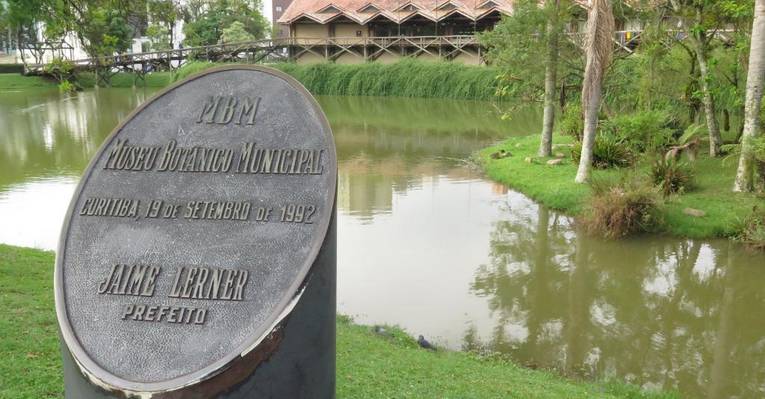 MBM
MUSEU BOTÂNICO MUNICIPAL
CURITIBA, 19 DE SETEMBRO DE 1992
JAIME LERNER
PREFEITO